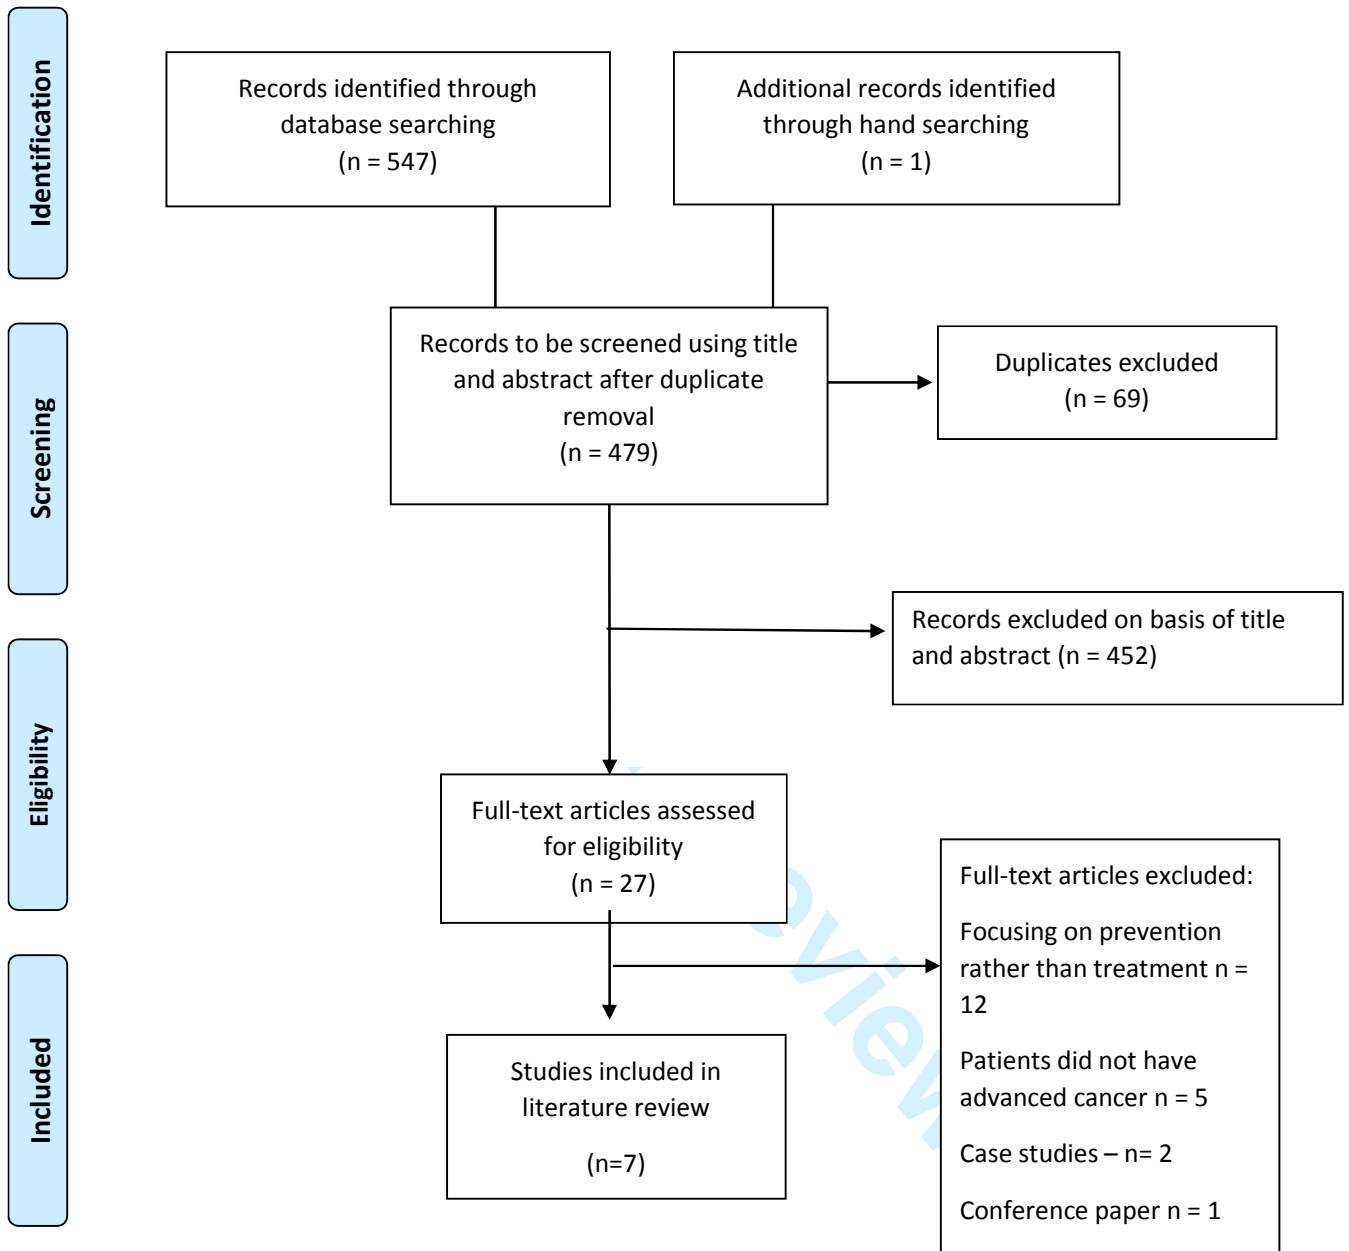 Identification
Records identified through
database searching
(n = 547)
Additional records identified
through hand searching
(n = 1)
Screening
Records to be screened using title
and abstract after duplicate
removal
(n = 479)
Duplicates excluded
(n = 69)
Records excluded on basis of title
and abstract (n = 452)
Eligibility
Full-text articles assessed
for eligibility
(n = 27)
Full-text articles excluded:
Focusing on prevention
rather than treatment n =
12
Patients did not have
advanced cancer n = 5
Case studies – n= 2
Conference paper n = 1
Included
Studies included in
literature review
(n=7)
eview